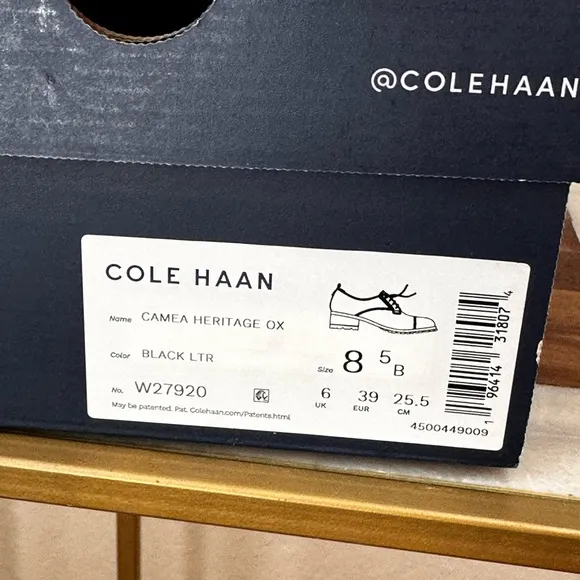 @COLEHAAN
COLE HAAN
Name CAMEA HERITAGE OX
Color BLACK LTR
Size 8 5 B
No. W27920
6 39 25.5
UK EUR CM
May be patented. Pat. Colehaan.com/Patents.html
4500449009
1 96414 31807 4